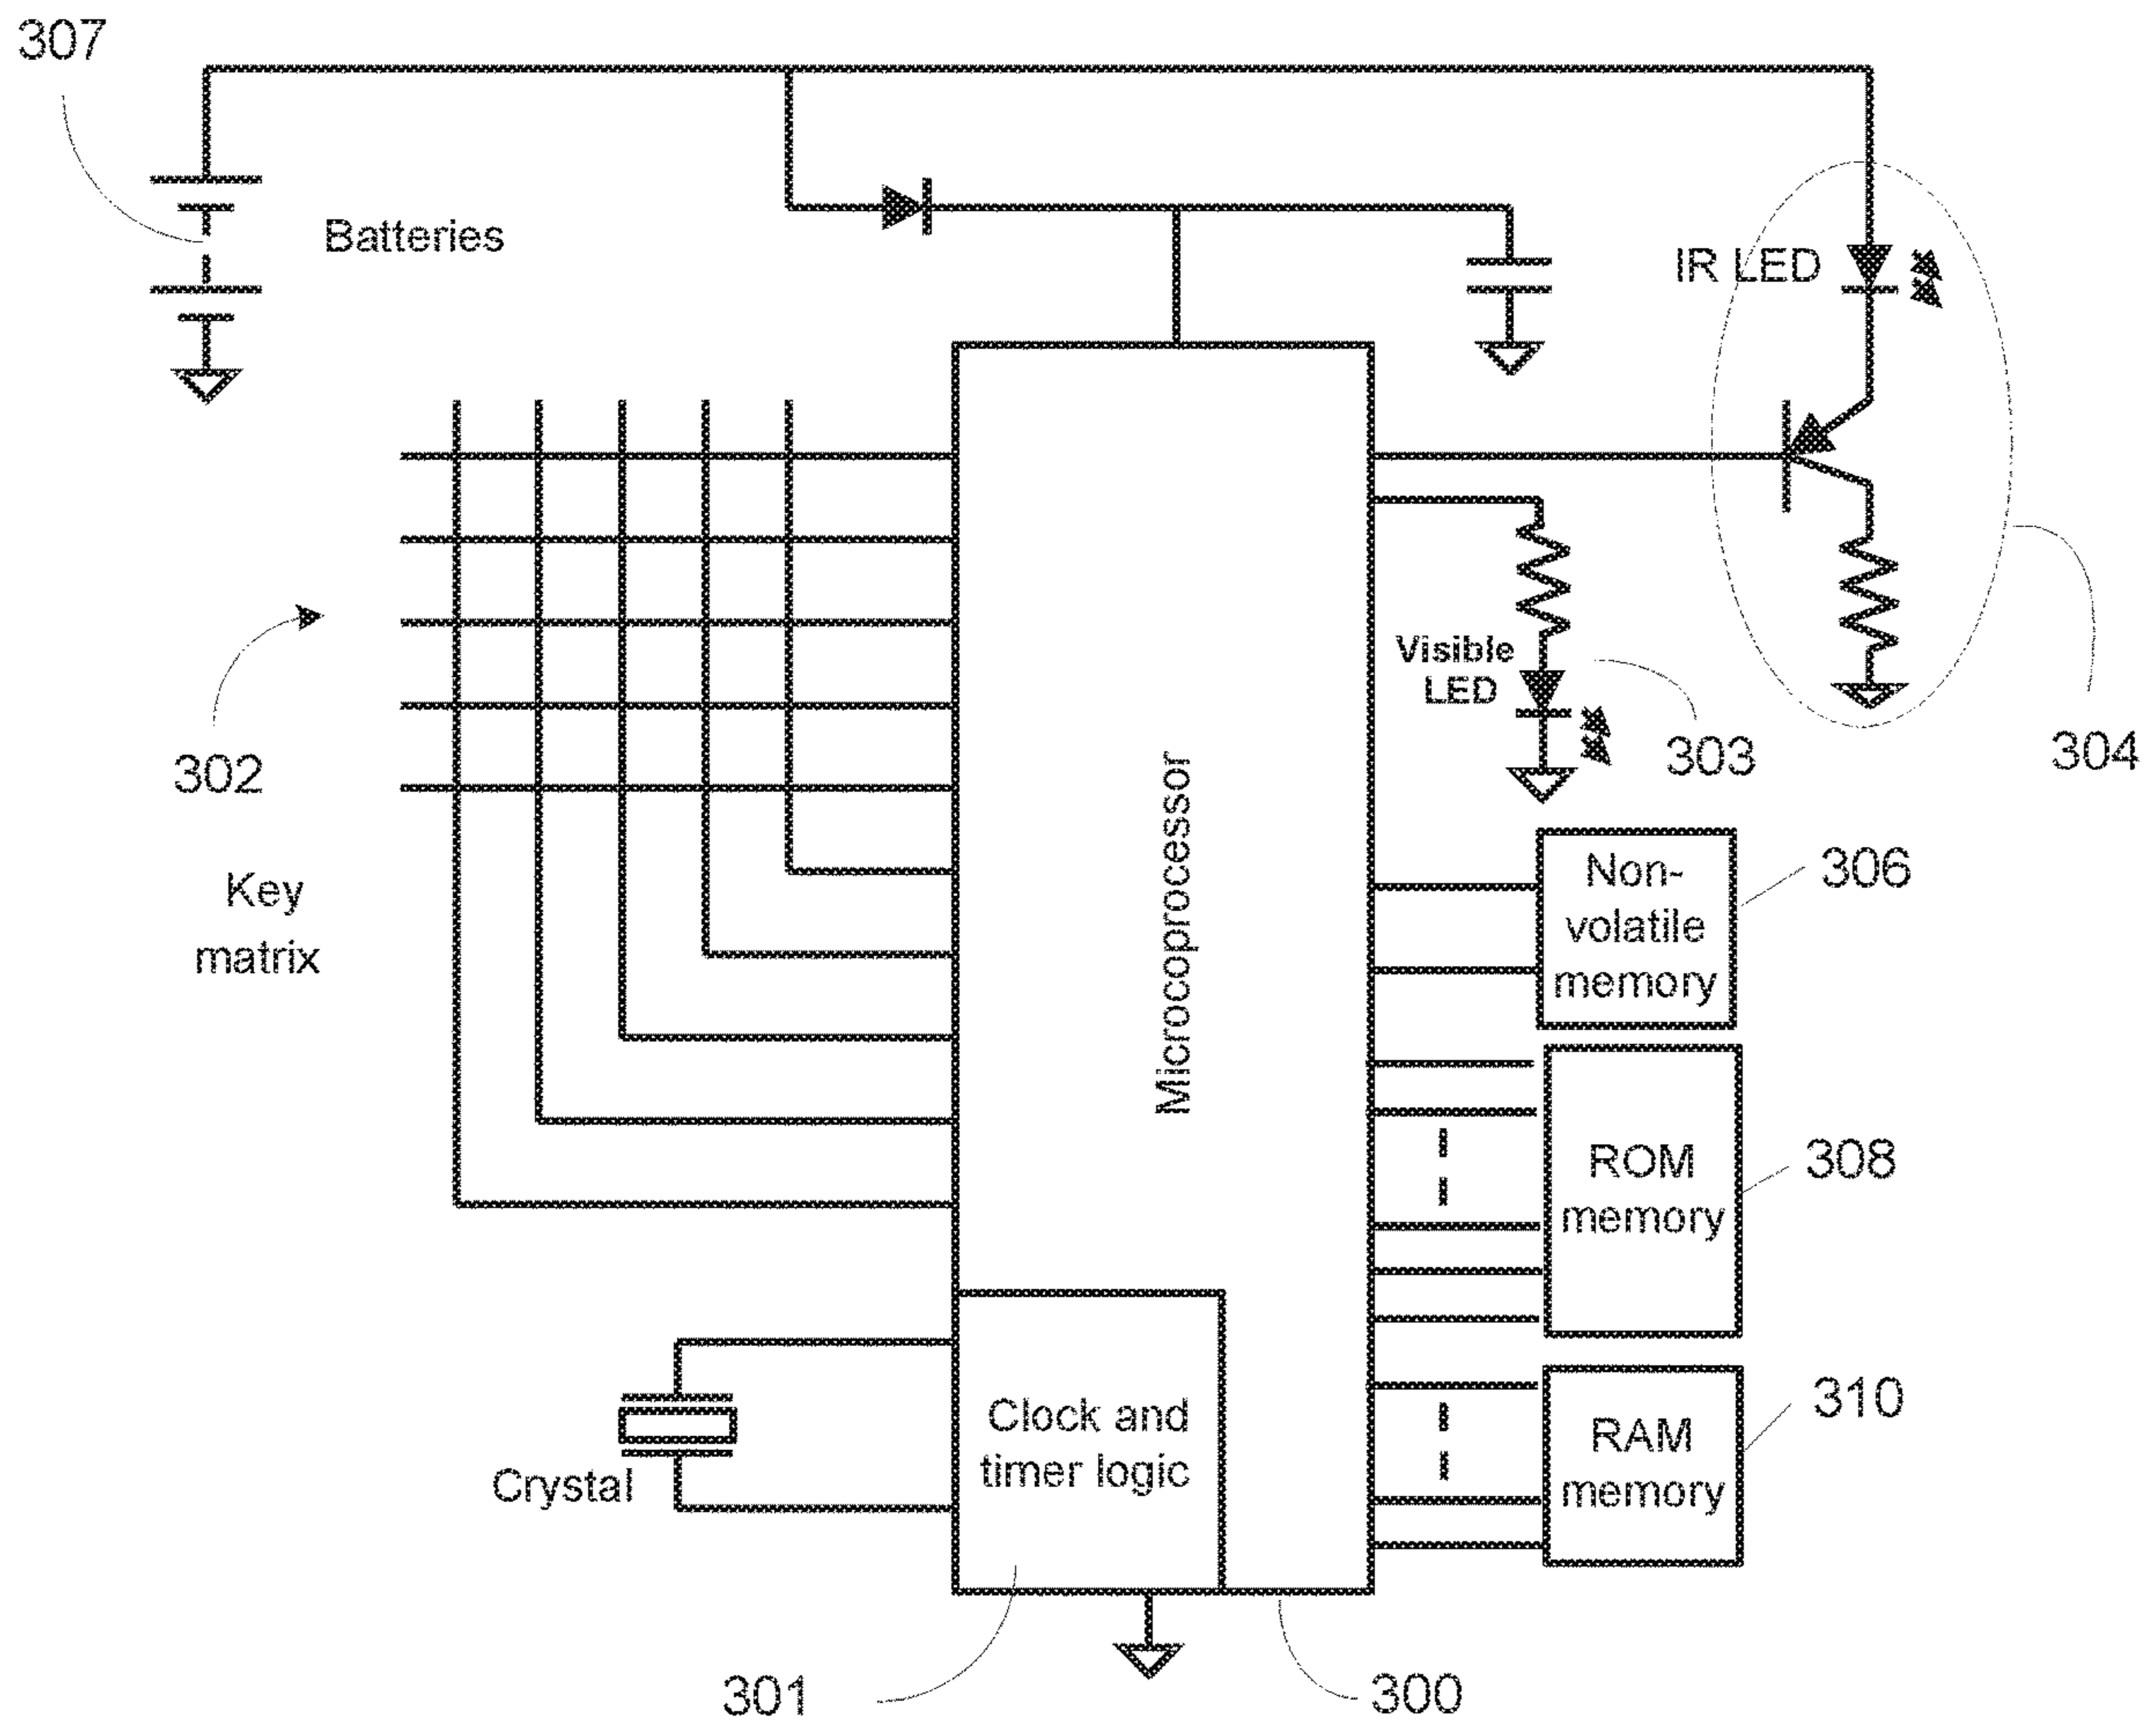 307
Batteries
IR LED
Visible
LED
303
304
302
Key
matrix
Microcoprocessor
Non-
volatile
memory
306
ROM
memory
308
Clock and
timer logic
Crystal
RAM
memory
310
301
300